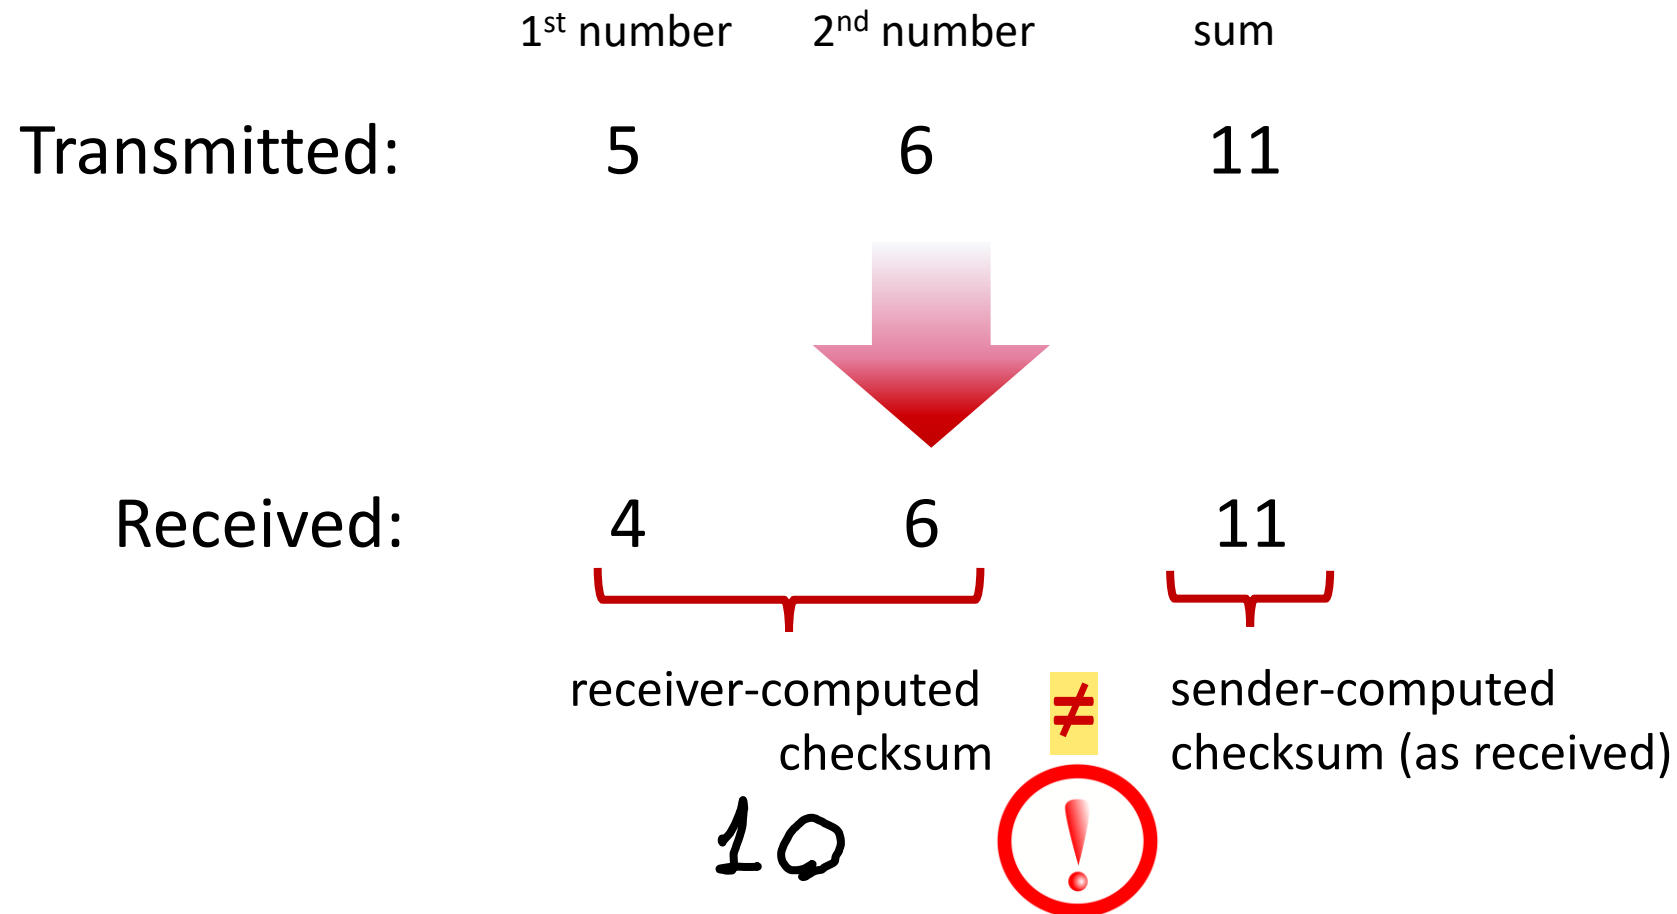 1st number 2nd number sum
Transmitted: 5 6 11
Received: 4 6 11
receiver-computed ≠ sender-computed
checksum checksum (as received)
10 !